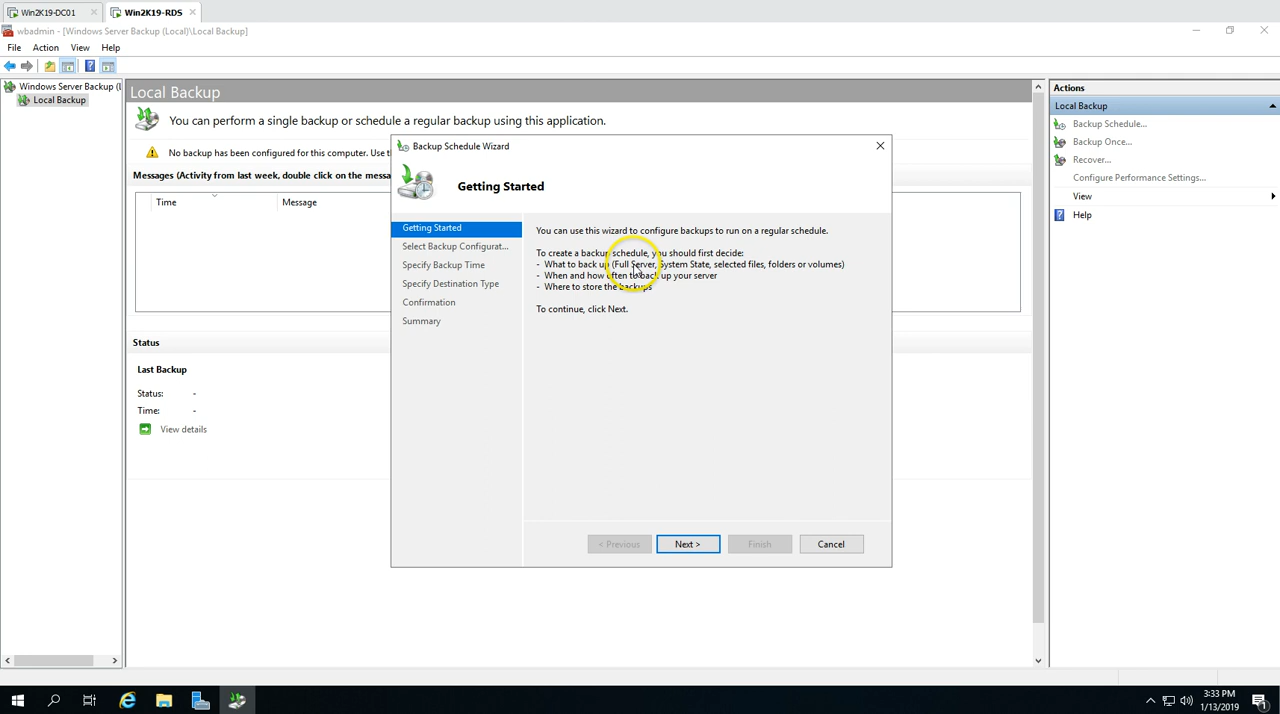 Win2K19-DC01
Win2K19-RDS
wbadmin - [Windows Server Backup (Local)\Local Backup]
File Action View Help
Windows Server Backup (L
Local Backup
Local Backup
You can perform a single backup or schedule a regular backup using this application.
No backup has been configured for this computer. Use t
Messages (Activity from last week, double click on the messa
Time Message
Status
Last Backup
Status: -
Time: -
View details
Backup Schedule Wizard
Getting Started
Getting Started
Select Backup Configurat...
Specify Backup Time
Specify Destination Type
Confirmation
Summary
You can use this wizard to configure backups to run on a regular schedule.
To create a backup schedule, you should first decide:
- What to back up (Full Server, System State, selected files, folders or volumes)
- When and how often to back up your server
- Where to store the backups
To continue, click Next.
< Previous Next > Finish Cancel
Actions
Local Backup
Backup Schedule...
Backup Once...
Recover...
Configure Performance Settings...
View
Help
3:33 PM
1/13/2019
1